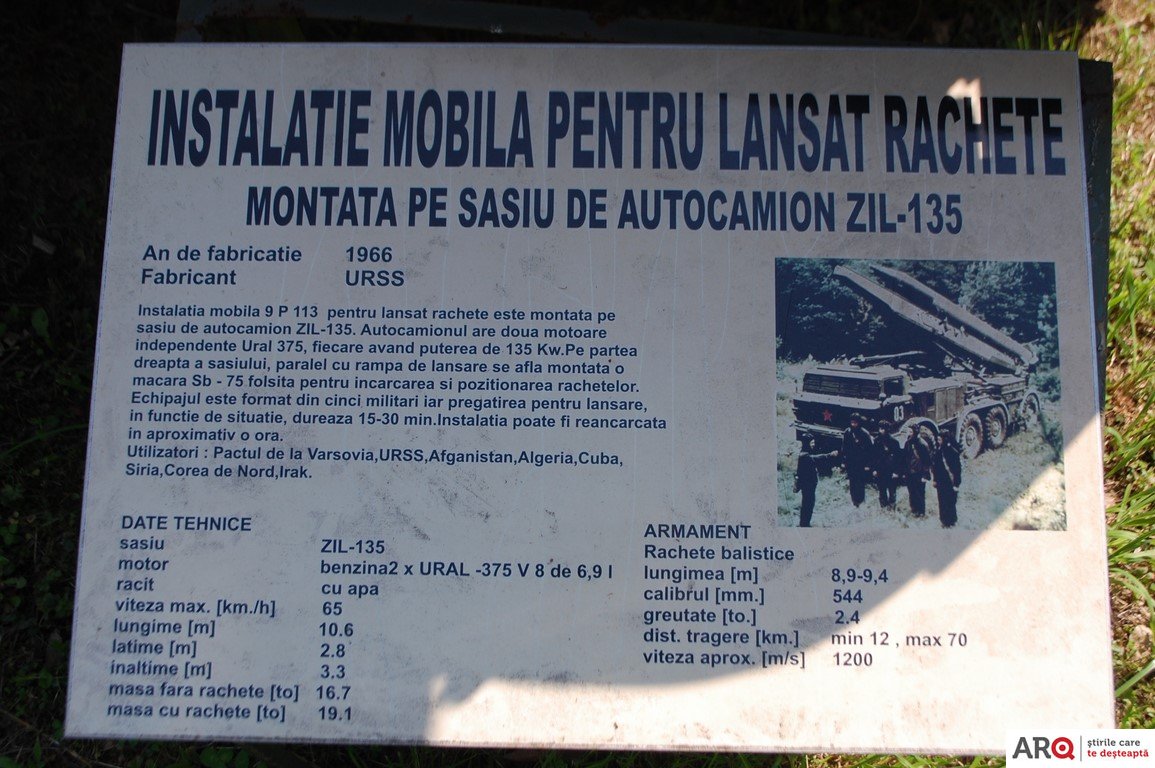 INSTALATIE MOBILA PENTRU LANSAT RACHETE
MONTATA PE SASIU DE AUTOCAMION ZIL-135
An de fabricatie 1966
Fabricant URSS
Instalatia mobila 9 P 113 pentru lansat rachete este montata pe
sasiu de autocamion ZIL-135. Autocamionul are doua motoare
independente Ural 375, fiecare avand puterea de 135 Kw.Pe partea
dreapta a sasiului, paralel cu rampa de lansare se afla montata o
macara Sb - 75 folsita pentru incarcarea si pozitionarea rachetelor.
Echipajul este format din cinci militari iar pregatirea pentru lansare,
in functie de situatie, dureaza 15-30 min.Instalatia poate fi reancarcata
in aproximativ o ora.
Utilizatori : Pactul de la Varsovia,URSS,Afganistan,Algeria,Cuba,
Siria,Corea de Nord,Irak.
03
DATE TEHNICE
sasiu ZIL-135
motor benzina2 x URAL -375 V 8 de 6,9 l
racit cu apa
viteza max. [km./h] 65
lungime [m] 10.6
latime [m] 2.8
inaltime [m] 3.3
masa fara rachete [to] 16.7
masa cu rachete [to] 19.1
ARMAMENT
Rachete balistice
lungimea [m] 8,9-9,4
calibrul [mm.] 544
greutate [to.] 2.4
dist. tragere [km.] min 12 , max 70
viteza aprox. [m/s] 1200
ARQ
știrile care
te deșteaptă